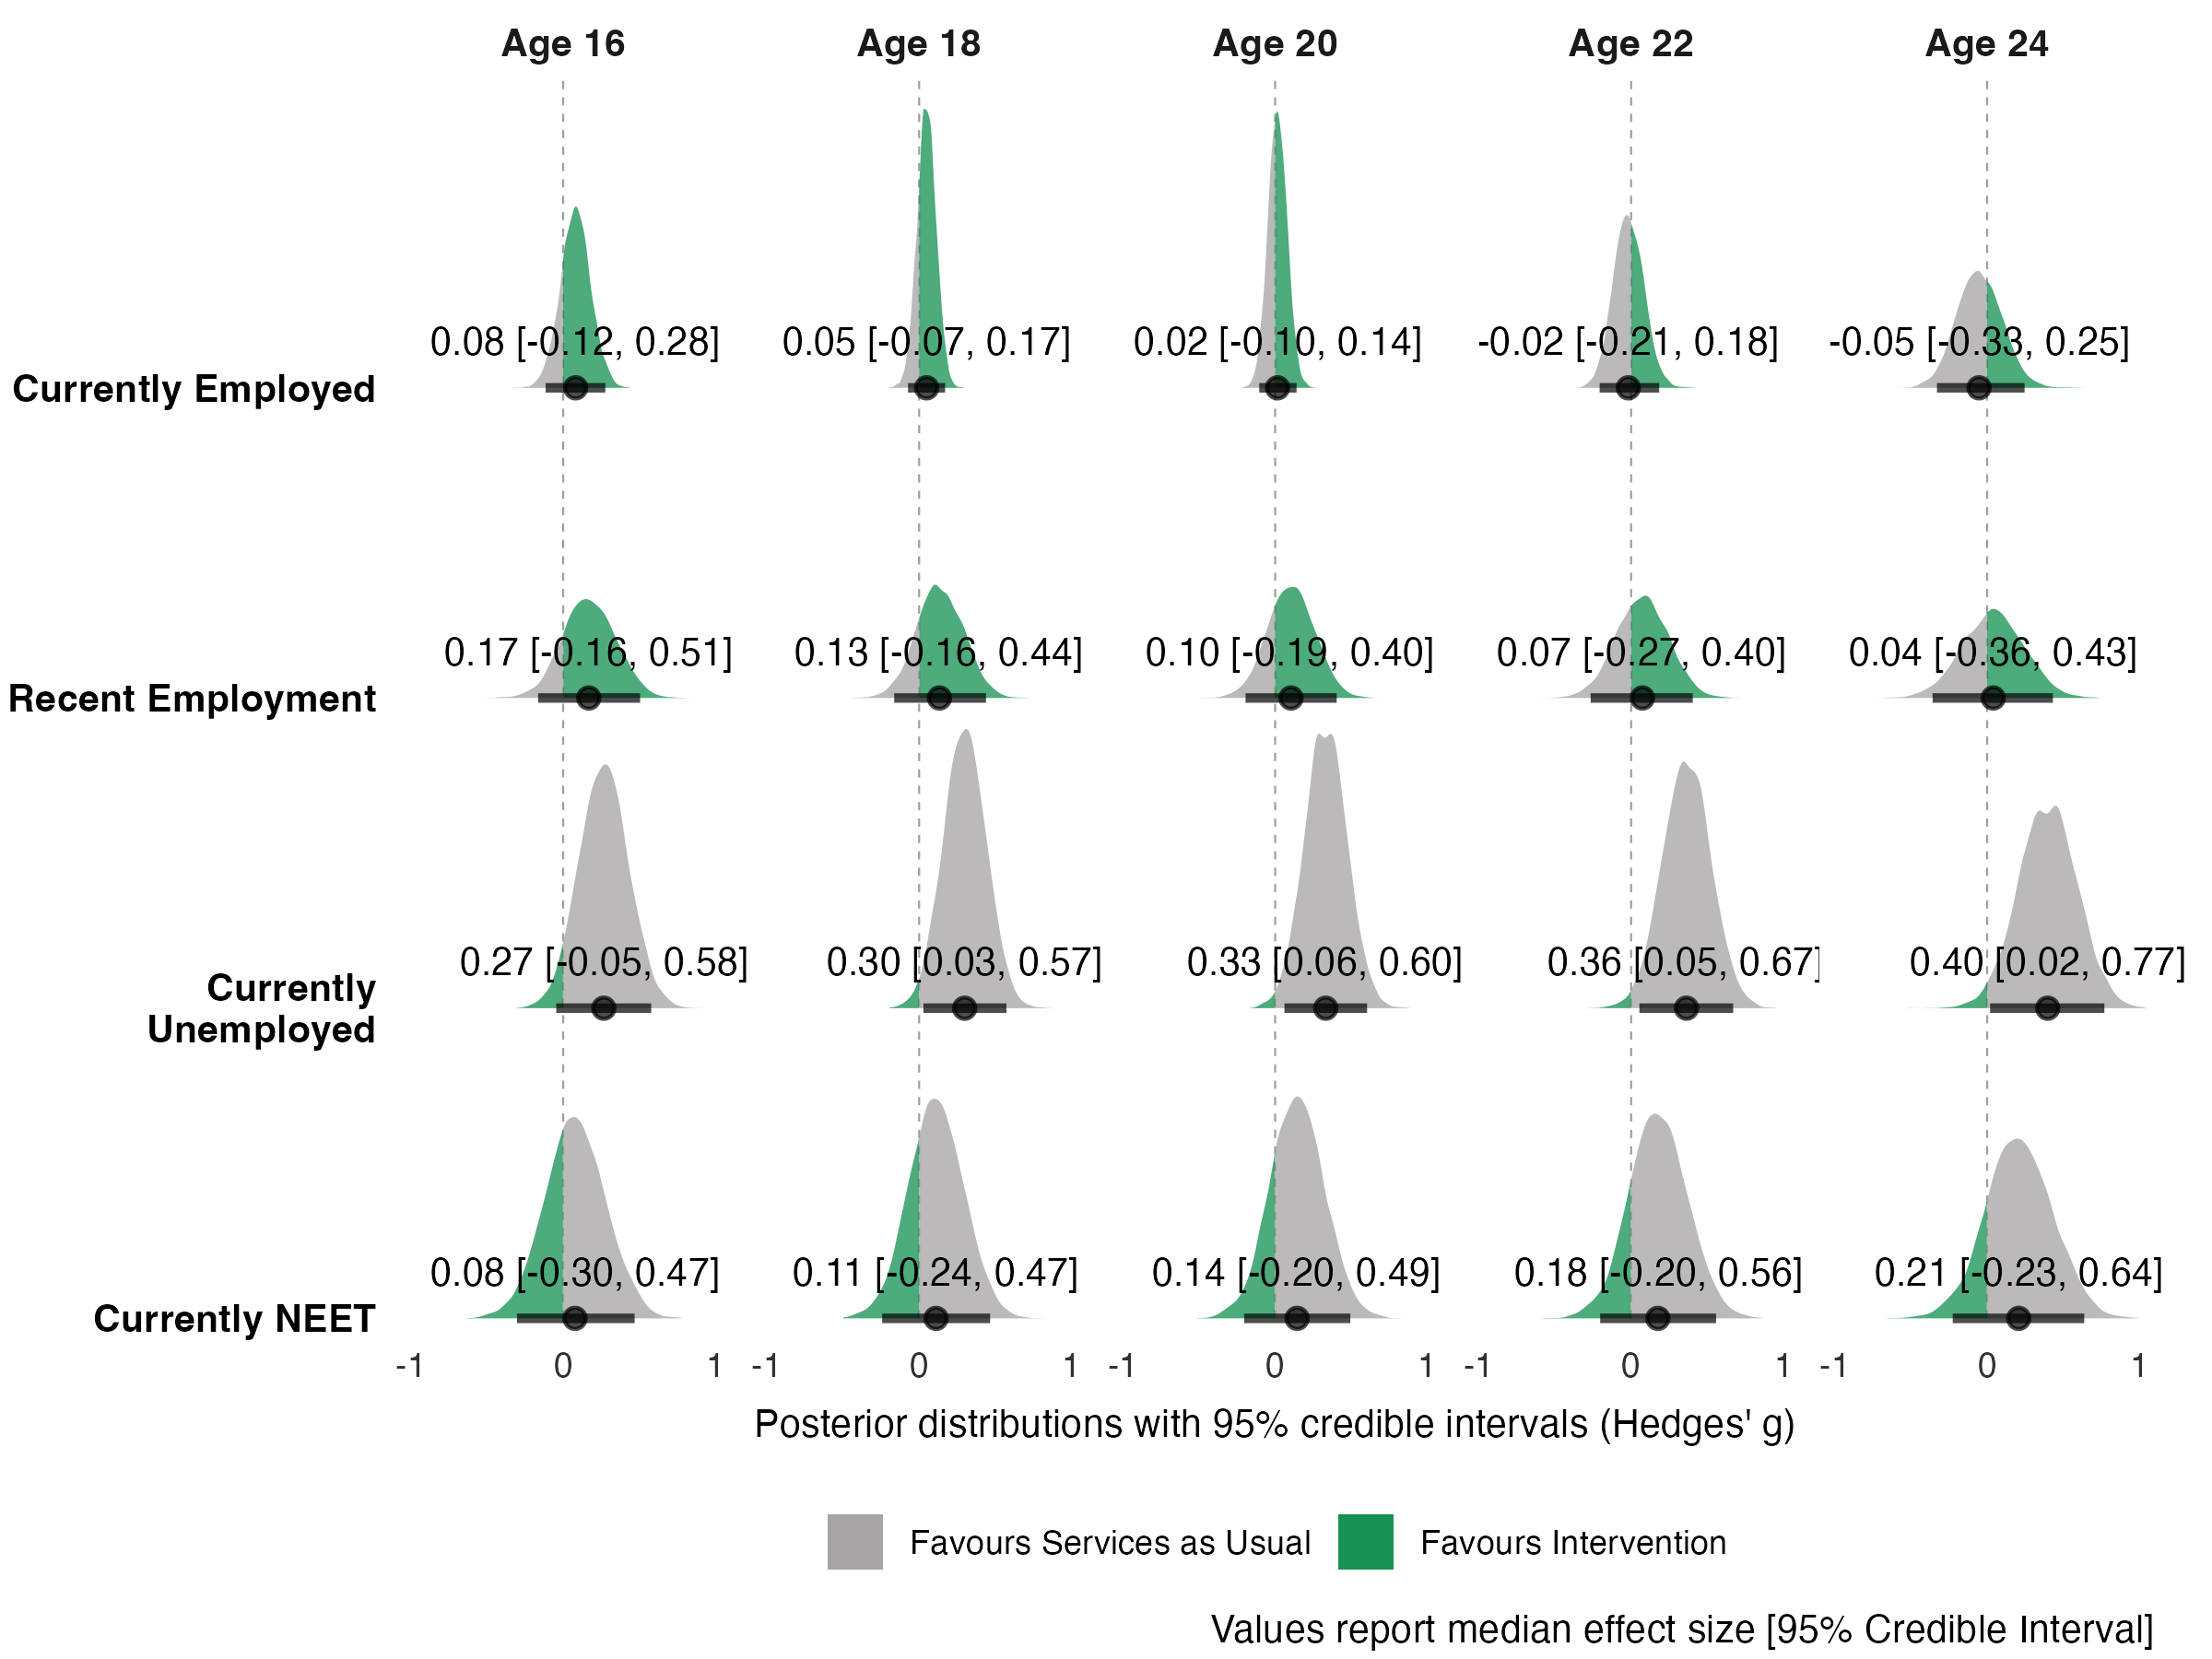 Age 16 Age 18 Age 20 Age 22 Age 24
0.08 [-0.12, 0.28] 0.05 [-0.07, 0.17] 0.02 [-0.10, 0.14] -0.02 [-0.21, 0.18] -0.05 [-0.33, 0.25]
Currently Employed
0.17 [-0.16, 0.51] 0.13 [-0.16, 0.44] 0.10 [-0.19, 0.40] 0.07 [-0.27, 0.40] 0.04 [-0.36, 0.43]
Recent Employment
0.27 [-0.05, 0.58] 0.30 [0.03, 0.57] 0.33 [0.06, 0.60] 0.36 [0.05, 0.67] 0.40 [0.02, 0.77]
Currently
Unemployed
0.08 [-0.30, 0.47] 0.11 [-0.24, 0.47] 0.14 [-0.20, 0.49] 0.18 [-0.20, 0.56] 0.21 [-0.23, 0.64]
Currently NEET
-1 0 1 -1 0 1 -1 0 1 -1 0 1 -1 0 1
Posterior distributions with 95% credible intervals (Hedges' g)
Favours Services as Usual Favours Intervention
Values report median effect size [95% Credible Interval]